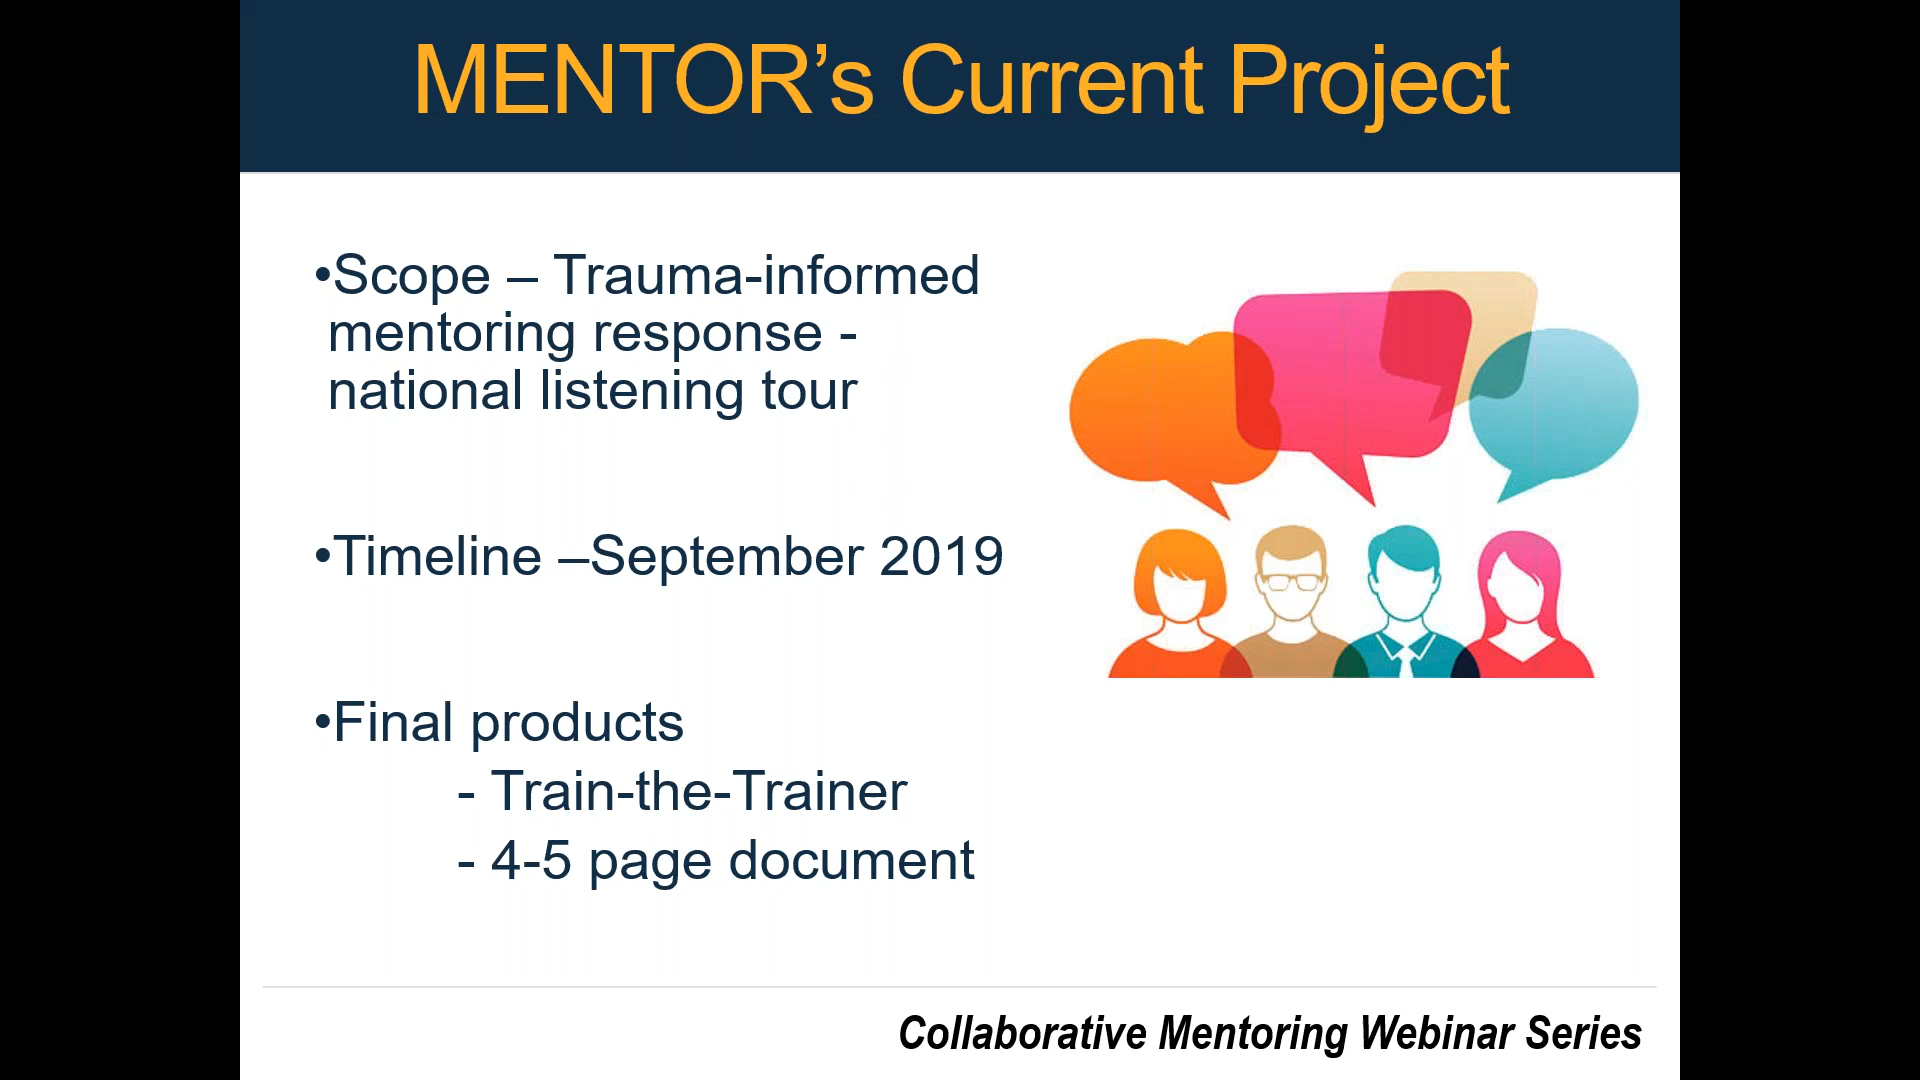 MENTOR’s Current Project
•Scope – Trauma-informed
mentoring response -
national listening tour
•Timeline –September 2019
•Final products
- Train-the-Trainer
- 4-5 page document
Collaborative Mentoring Webinar Series